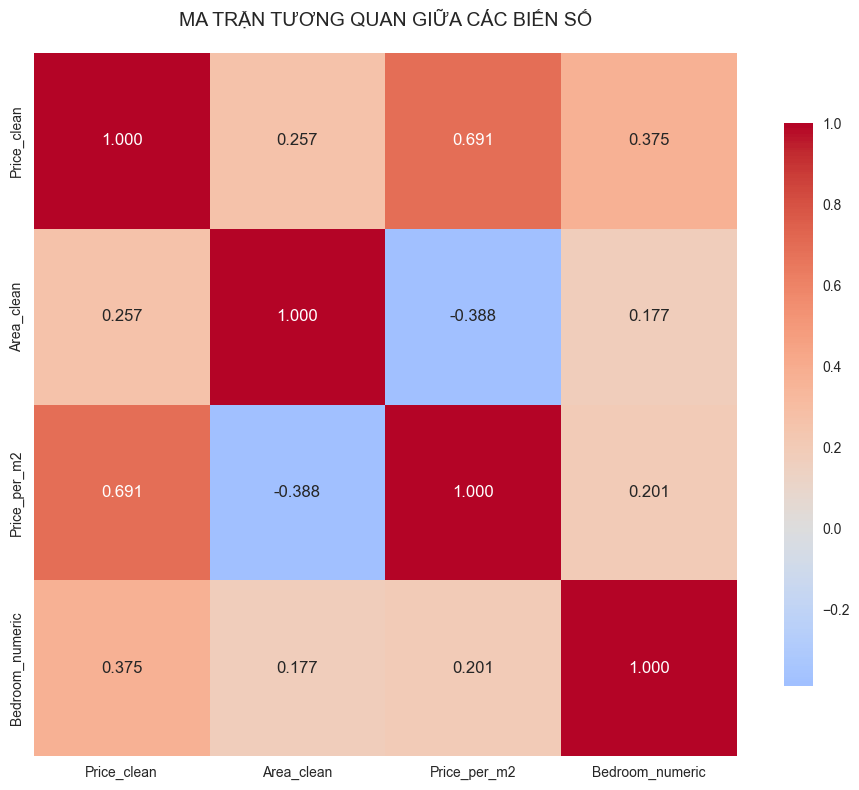 MA TRẬN TƯƠNG QUAN GIỮA CÁC BIẾN SỐ
Price_clean
1.000
0.257
0.691
0.375
Area_clean
0.257
1.000
-0.388
0.177
Price_per_m2
0.691
-0.388
1.000
0.201
Bedroom_numeric
0.375
0.177
0.201
1.000
Price_clean
Area_clean
Price_per_m2
Bedroom_numeric
1.0
0.8
0.6
0.4
0.2
0.0
−0.2